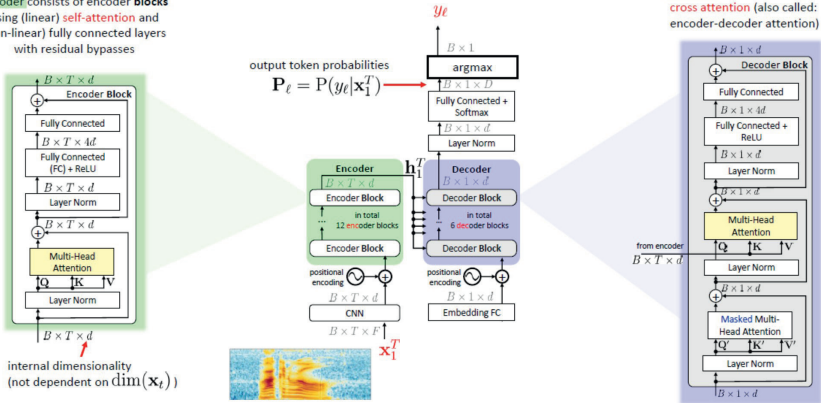 oder consists of encoder blocks
sing (linear) self-attention and
n-linear) fully connected layers
with residual bypasses
B × T × d
Encoder Block
Fully Connected
B × T × 4d
Fully Connected
(FC) + ReLU
B × T × d
Layer Norm
B × T × d
Multi-Head
Attention
Q K V
Layer Norm
B × T × d
internal dimensionality
(not dependent on dim(x_t) )
y_ℓ
B × 1
argmax
output token probabilities
P_ℓ = P(y_ℓ|x_1^T)
B × 1 × D
Fully Connected +
Softmax
B × 1 × d
Layer Norm
Encoder
h_1^T
Decoder
B × T × d
B × 1 × d
Encoder Block
Decoder Block
...
in total
12 encoder blocks
in total
6 decoder blocks
Encoder Block
Decoder Block
positional
encoding
positional
encoding
B × T × d
B × 1 × d
CNN
Embedding FC
B × T × F
x_1^T
cross attention (also called:
encoder-decoder attention)
B × 1 × d
Decoder Block
Fully Connected
B × 1 × 4d
Fully Connected +
ReLU
B × 1 × d
Layer Norm
B × 1 × d
Multi-Head
Attention
from encoder
B × T × d
Q K V
Layer Norm
B × 1 × d
Masked Multi-
Head Attention
Q' K' V'
Layer Norm
B × 1 × d